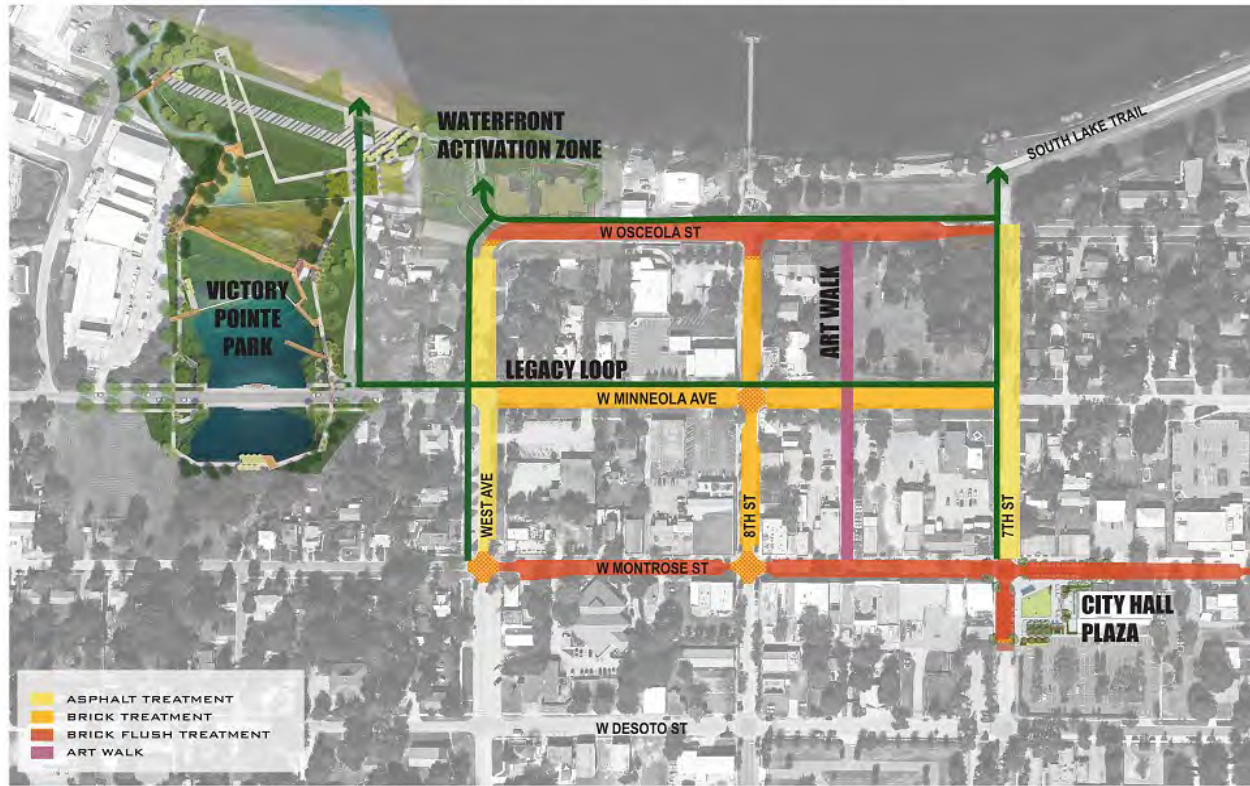 WATERFRONT
ACTIVATION ZONE
SOUTH LAKE TRAIL
W OSCEOLA ST
VICTORY
POINTE
PARK
ART WALK
LEGACY LOOP
W MINNEOLA AVE
WEST AVE
8TH ST
7TH ST
W MONTROSE ST
CITY HALL
PLAZA
W DESOTO ST
ASPHALT TREATMENT
BRICK TREATMENT
BRICK FLUSH TREATMENT
ART WALK